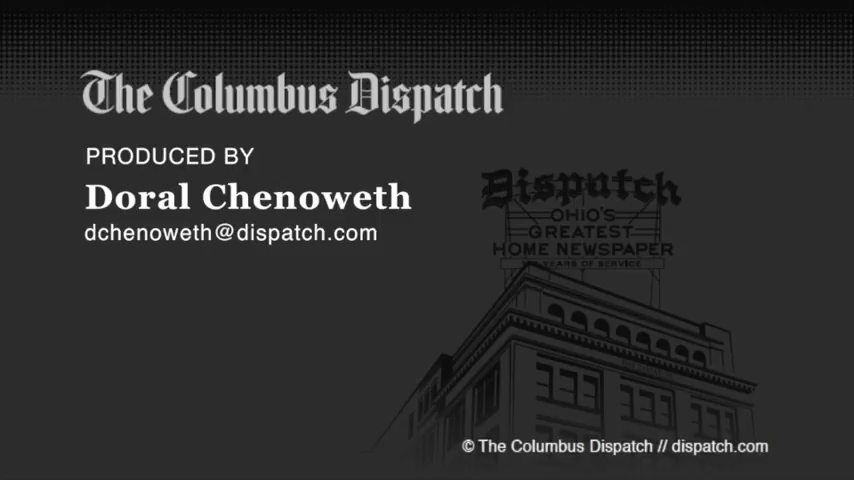 The Columbus Dispatch
PRODUCED BY
Doral Chenoweth
dchenoweth@dispatch.com
Dispatch
OHIO'S
GREATEST
HOME NEWSPAPER
YEARS OF SERVICE
© The Columbus Dispatch // dispatch.com